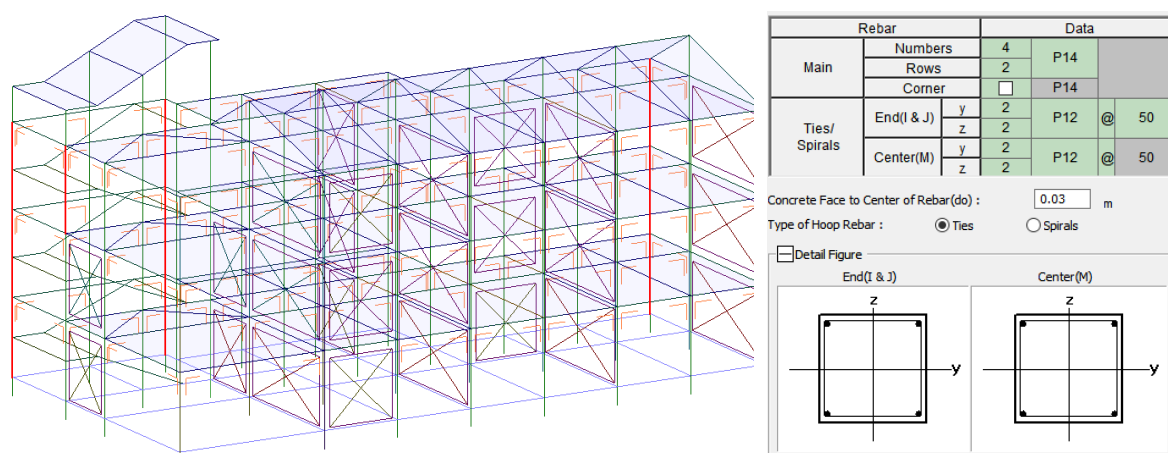 Rebar Data
Main Numbers 4 P14
Rows 2
Corner P14
Ties/ Spirals End(I & J) y 2 P12 @ 50
z 2
Center(M) y 2 P12 @ 50
z 2
Concrete Face to Center of Rebar(do) : 0.03 m
Type of Hoop Rebar : Ties Spirals
Detail Figure
End(I & J) Center(M)
z z
y y